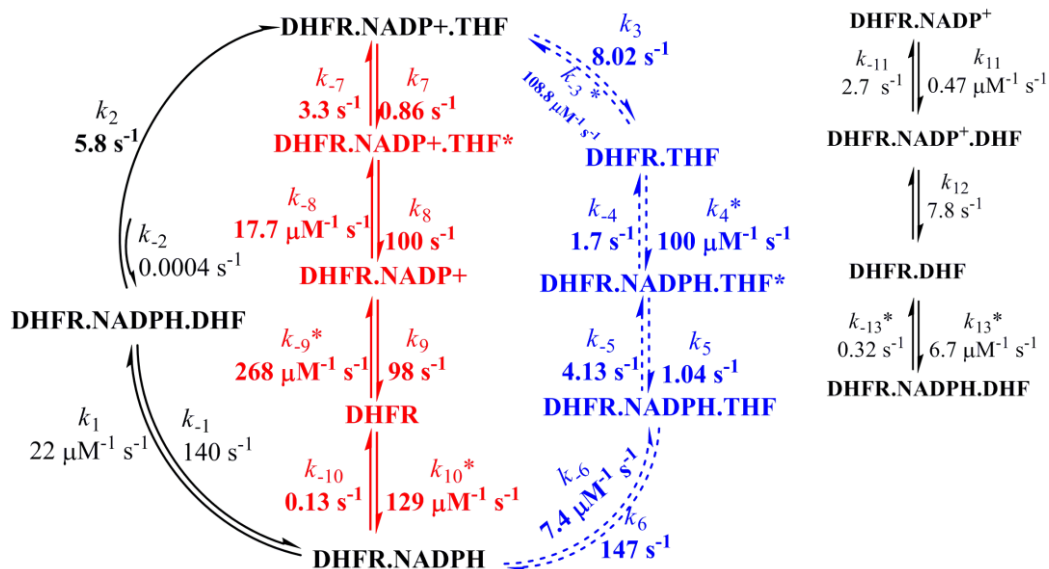 DHFR.NADP+.THF
k₂
5.8 s⁻¹
k₋₂
0.0004 s⁻¹
DHFR.NADPH.DHF
k₁
22 μM⁻¹ s⁻¹
k₋₁
140 s⁻¹
k₋₇
3.3 s⁻¹
k₇
0.86 s⁻¹
DHFR.NADP+.THF*
k₋₈
17.7 μM⁻¹ s⁻¹
k₈
100 s⁻¹
DHFR.NADP+
k₋₉*
268 μM⁻¹ s⁻¹
k₉
98 s⁻¹
DHFR
k₋₁₀
0.13 s⁻¹
k₁₀*
129 μM⁻¹ s⁻¹
DHFR.NADPH
k₃
8.02 s⁻¹
k₋₃*
108.8 μM⁻¹ s⁻¹
DHFR.THF
k₋₄
1.7 s⁻¹
k₄*
100 μM⁻¹ s⁻¹
DHFR.NADPH.THF*
k₋₅
4.13 s⁻¹
k₅
1.04 s⁻¹
DHFR.NADPH.THF
k₋₆
7.4 μM⁻¹ s⁻¹
k₆
147 s⁻¹
DHFR.NADP⁺
k₋₁₁
2.7 s⁻¹
k₁₁
0.47 μM⁻¹ s⁻¹
DHFR.NADP⁺.DHF
k₁₂
7.8 s⁻¹
DHFR.DHF
k₋₁₃*
0.32 s⁻¹
k₁₃*
6.7 μM⁻¹ s⁻¹
DHFR.NADPH.DHF